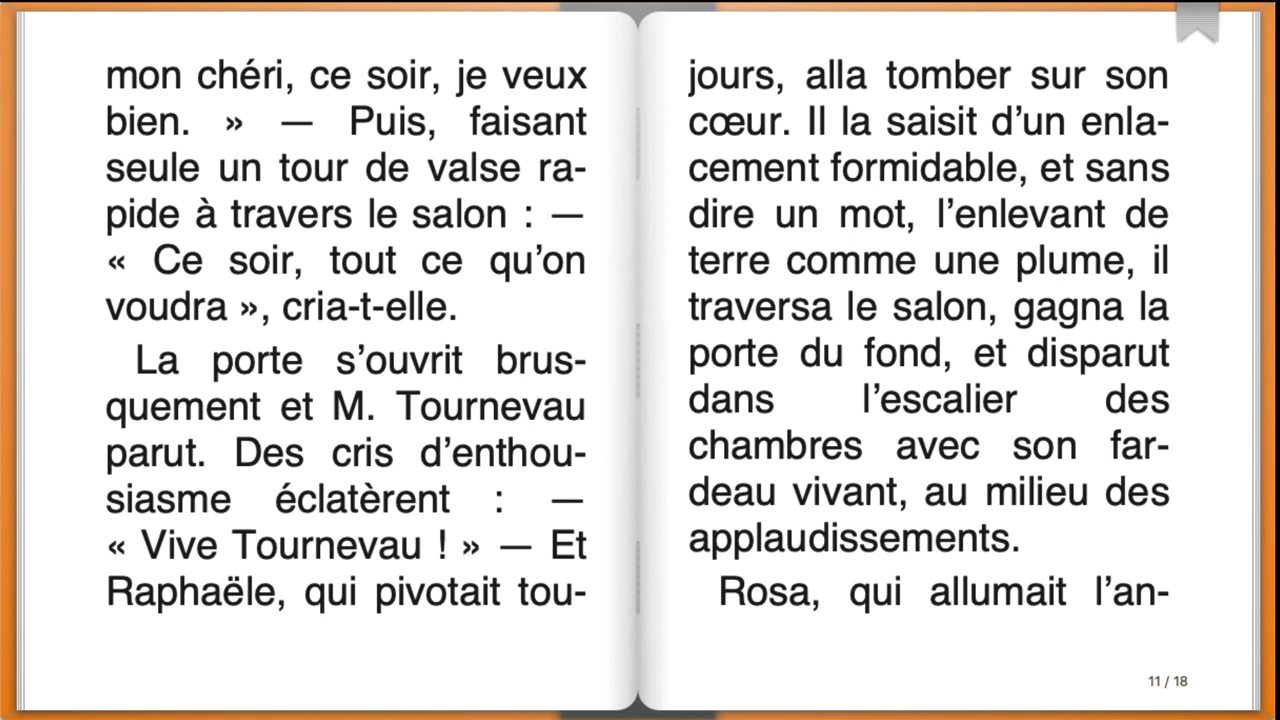 mon chéri, ce soir, je veux
bien. » — Puis, faisant
seule un tour de valse ra-
pide à travers le salon : —
« Ce soir, tout ce qu’on
voudra », cria-t-elle.
La porte s’ouvrit brus-
quement et M. Tournevau
parut. Des cris d’enthou-
siasme éclatèrent : —
« Vive Tournevau ! » — Et
Raphaële, qui pivotait tou-
jours, alla tomber sur son
cœur. Il la saisit d’un enla-
cement formidable, et sans
dire un mot, l’enlevant de
terre comme une plume, il
traversa le salon, gagna la
porte du fond, et disparut
dans l’escalier des
chambres avec son far-
deau vivant, au milieu des
applaudissements.
Rosa, qui allumait l’an-
11 / 18